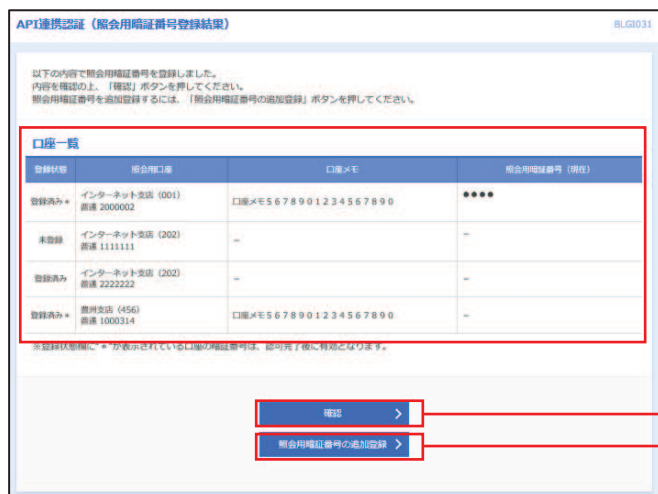 API連携認証(照会用暗証番号登録結果)
BLGI031
以下の内容で照会用暗証番号を登録しました。
内容を確認の上、「確認」ボタンを押してください。
照会用暗証番号を追加登録するには、「照会用暗証番号の追加登録」ボタンを押してください。
口座一覧
登録状態 照会用口座 口座メモ 照会用暗証番号(現在)
登録済み* インターネット支店(001) 口座メモ5678901234567890 ●●●●
普通 2000002
未登録 インターネット支店(202) − −
普通 1111111
登録済み インターネット支店(202) − −
普通 2222222
登録済み* 豊州支店(456) 口座メモ5678901234567890 −
普通 1000314
※登録状態欄に"*"が表示されている口座の暗証番号は、認可完了後に有効となります。
確認
照会用暗証番号の追加登録